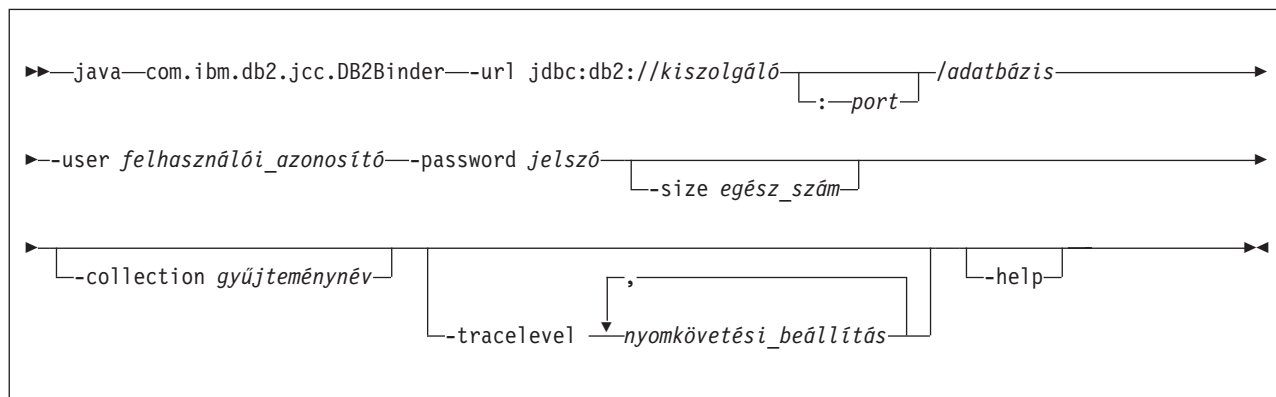 java com.ibm.db2.jcc.DB2Binder -url jdbc:db2://kiszolgáló /adatbázis
: port
-user felhasználói_azonosító -password jelszó
-size egész_szám
-collection gyűjteménynév -help
,
-tracelevel nyomkövetési_beállítás